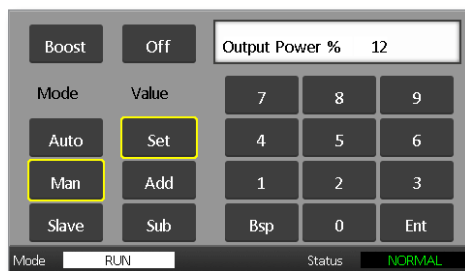 Boost Off Output Power % 12
Mode Value 7 8 9
Auto Set 4 5 6
Man Add 1 2 3
Slave Sub Bsp 0 Ent
Mode RUN Status NORMAL